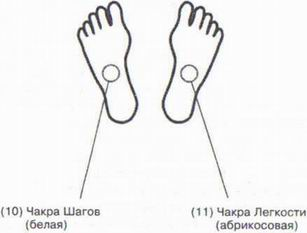 (10) Чакра Шагов
(белая)
(11) Чакра Легкости
(абрикосовая)